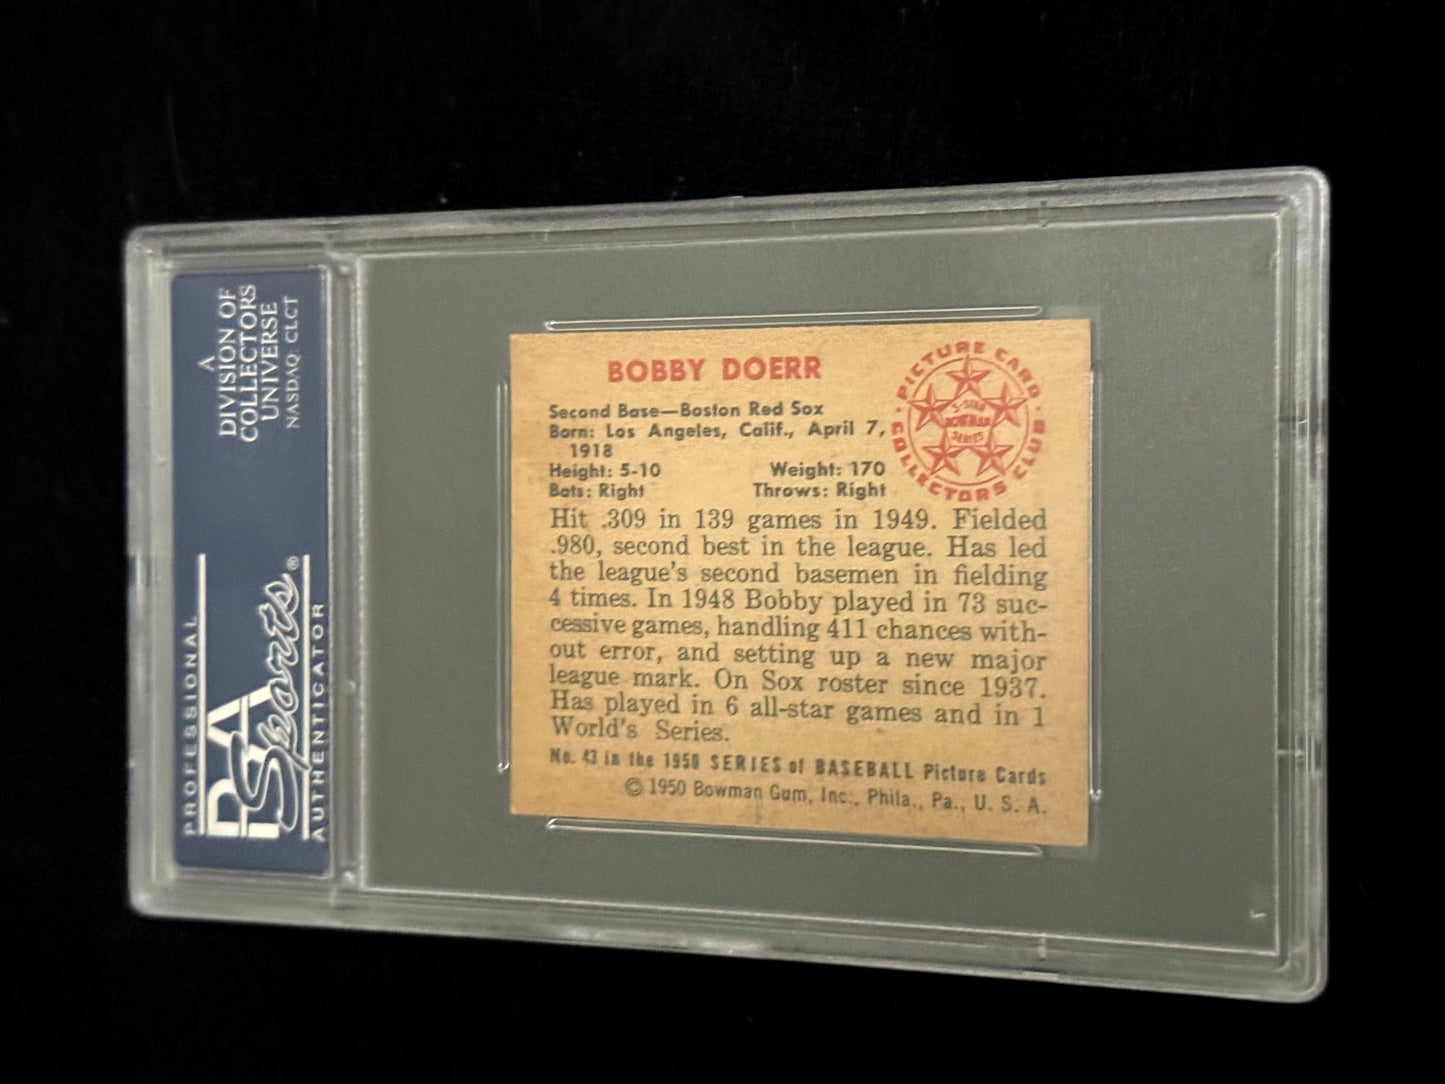 A
DIVISION OF
COLLECTORS
UNIVERSE
NASDAQ: CLCT
PROFESSIONAL
PSA
Sports®
AUTHENTICATOR
BOBBY DOERR
Second Base—Boston Red Sox
Born: Los Angeles, Calif., April 7,
1918
Height: 5-10 Weight: 170
Bats: Right Throws: Right
PICTURE CARD
COLLECTORS CLUB
5-STAR
BOWMAN
SERIES
Hit .309 in 139 games in 1949. Fielded
.980, second best in the league. Has led
the league's second basemen in fielding
4 times. In 1948 Bobby played in 73 suc-
cessive games, handling 411 chances with-
out error, and setting up a new major
league mark. On Sox roster since 1937.
Has played in 6 all-star games and in 1
World's Series.
No. 43 in the 1950 SERIES of BASEBALL Picture Cards
© 1950 Bowman Gum, Inc., Phila., Pa., U. S. A.